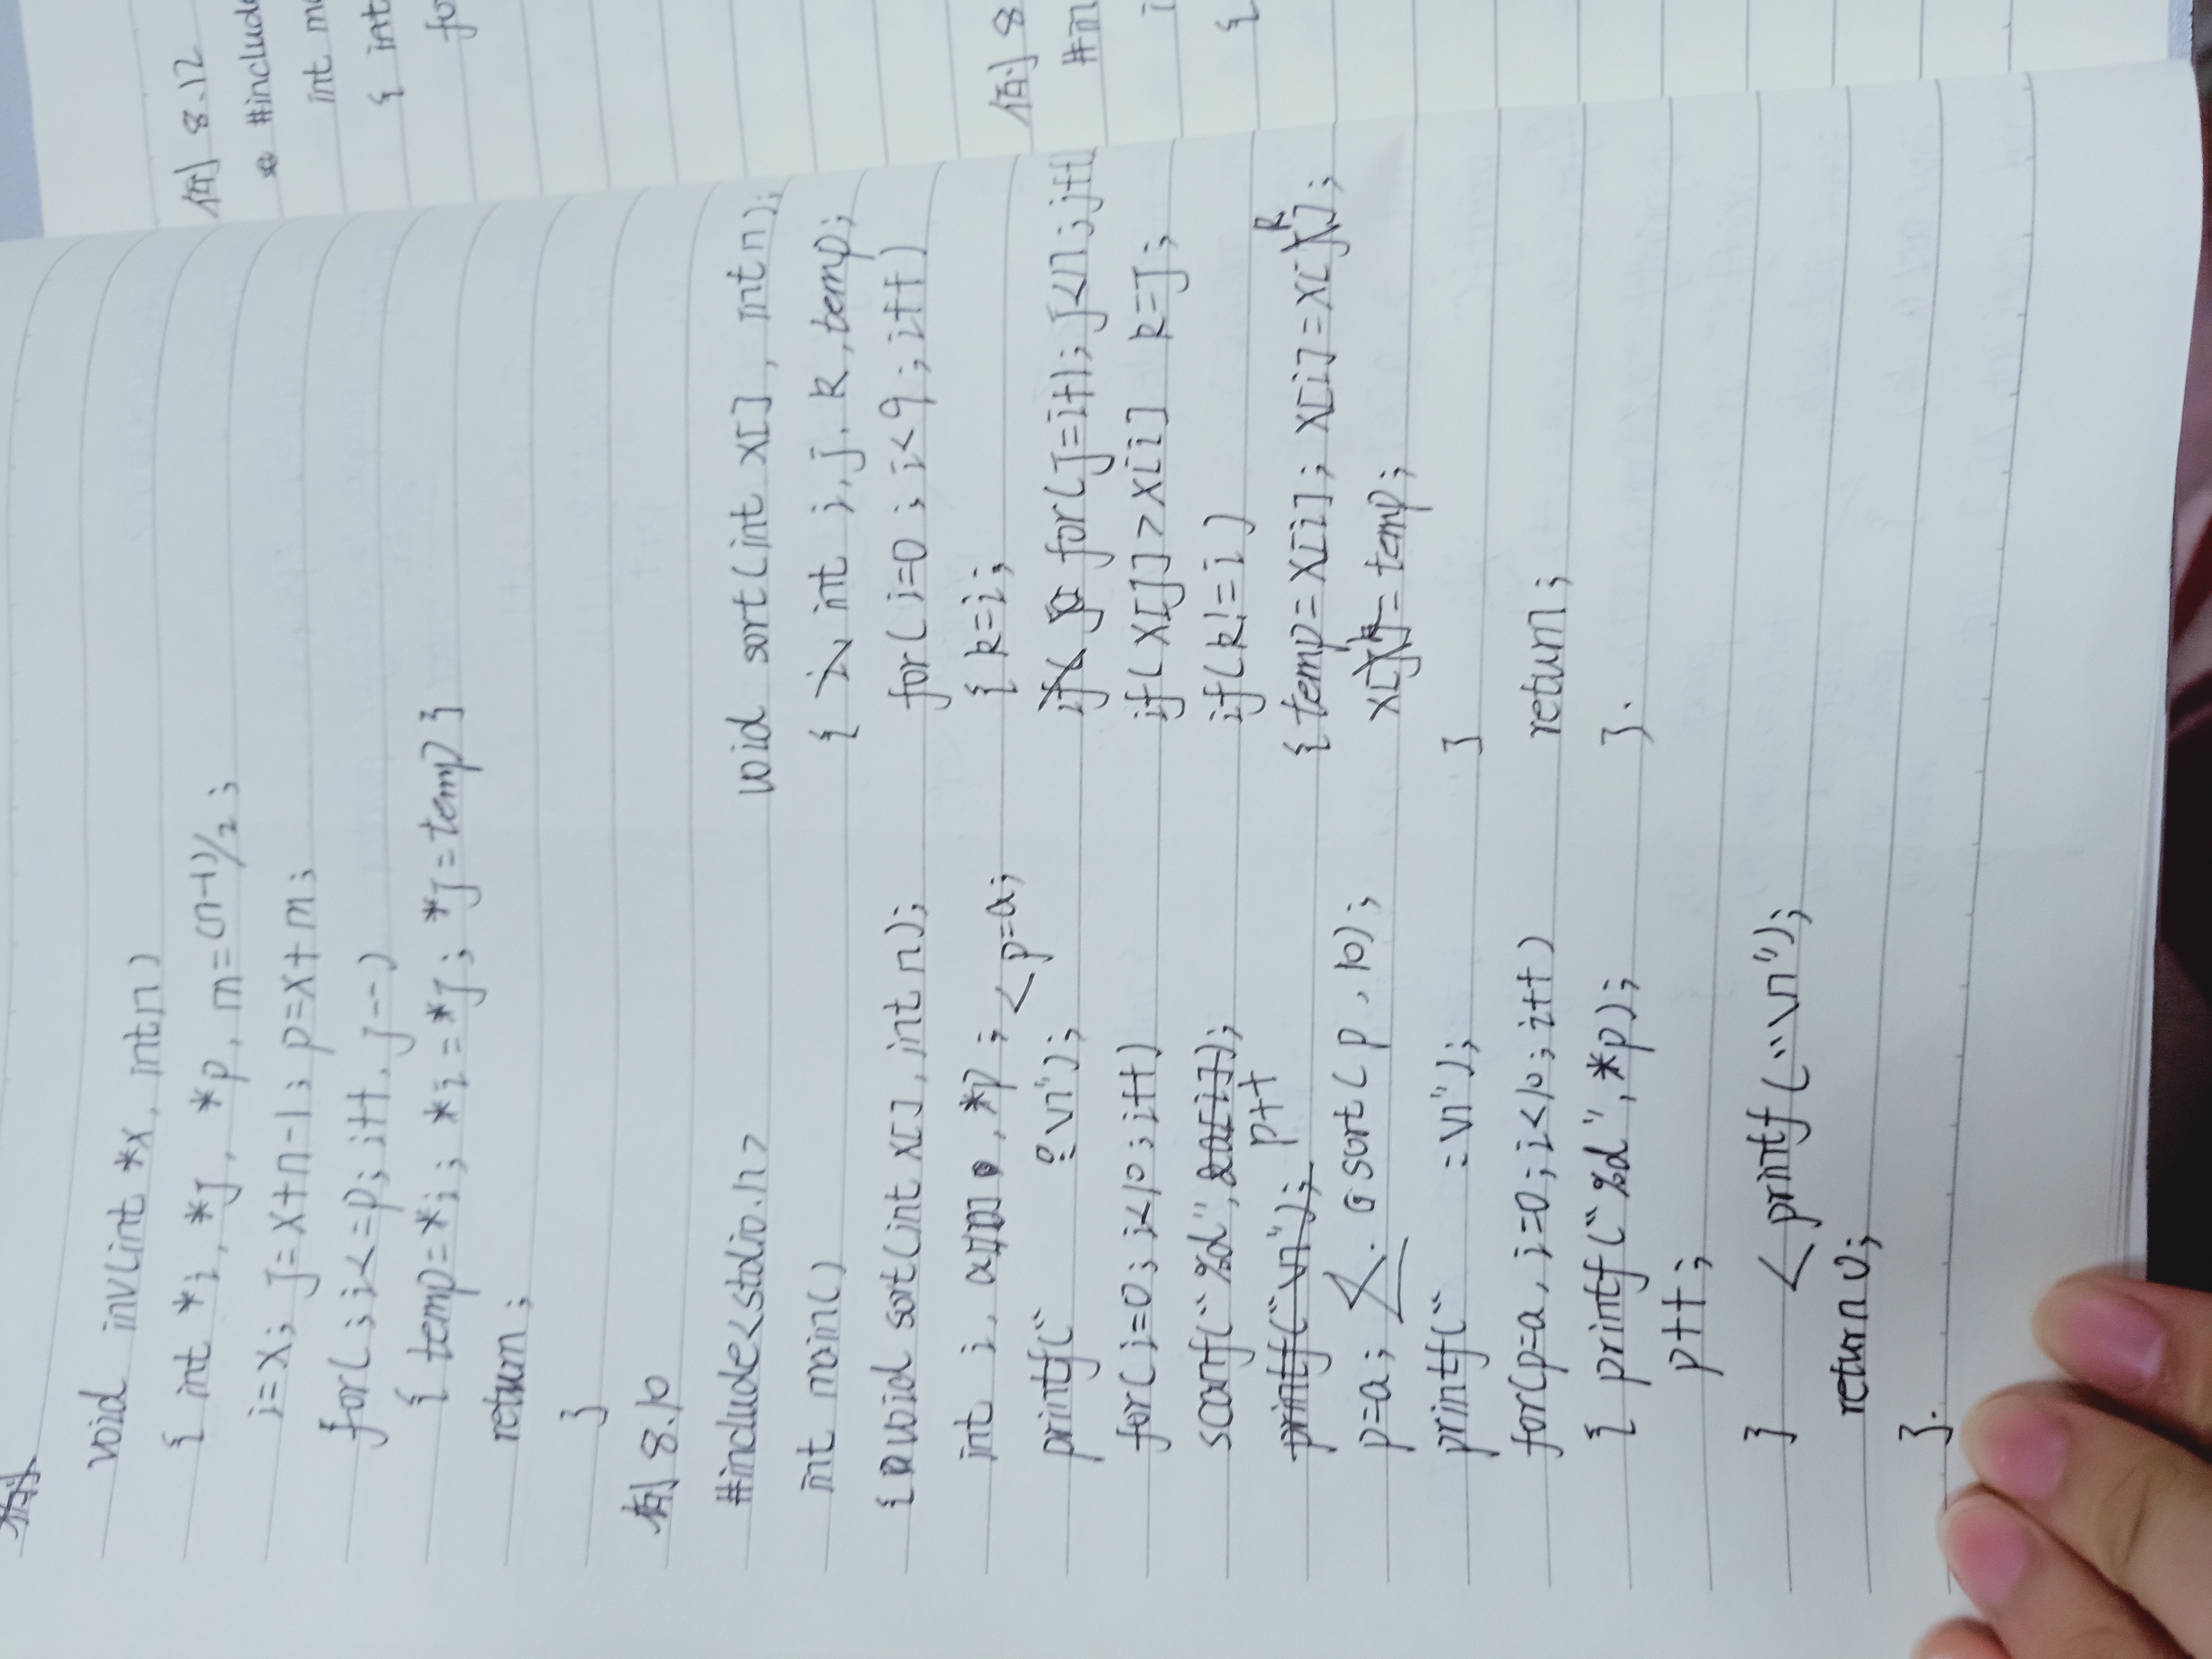 void inv(int *x, int n)
{ int *i, *j, *p, m=(n-1)/2;
i=x; j=x+n-1; p=x+m;
for(; i<=p; i++, j--)
{ temp=*i; *i=*j; *j=temp}
return;
}
例 8.10
#include<stdio.h>
int main()
{ void sort(int x[], int n);
int i, a[10], *p; < p=a;
printf(" : \n");
for(i=0; i<10; i++)
scanf("%d", p++);
printf("\n");
p=a; sort(p, 10);
printf(" : \n");
for(p=a, i=0; i<10; i++)
{ printf("%d", *p);
p++;
} < printf("\n");
return 0;
}.
void sort(int x[], int n);
{ int i, j, k, temp;
for(i=0; i<9; i++)
{ k=i;
for(j=i+1; j<n; j++
if(x[j]>x[i] k=j;
if(k!=i)
{ temp=x[i]; x[i]=x[k];
x[k]=temp;
}
return;
}.
例 8.12
#include
int m
{ int
fo
例 8
#in
i
{